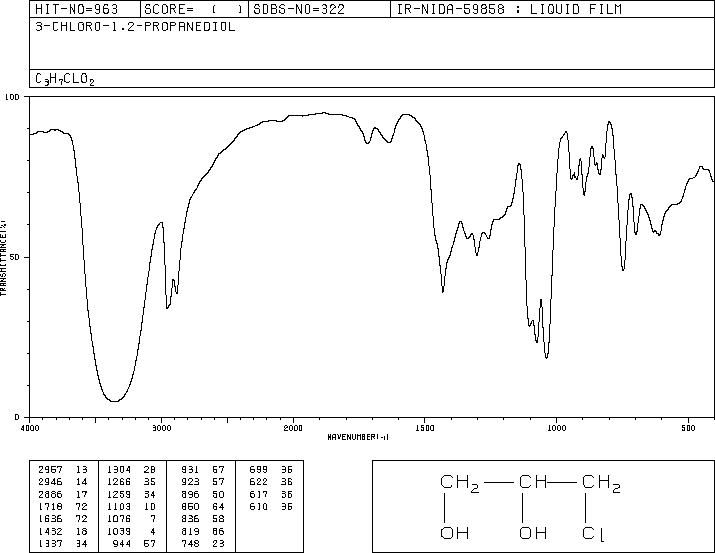 HIT-NO=963 SCORE= ( ) SDBS-NO=322 IR-NIDA-59858 : LIQUID FILM
3-CHLORO-1,2-PROPANEDIOL
C3H7CLO2
100
50
0
TRANSMITTANCE(%)
4000 3000 2000 1500 1000 500
WAVENUMBER(-1)
2967 13 1304 28 931 67 699 36
2946 14 1266 35 923 57 622 36
2886 17 1259 34 896 50 617 36
1718 72 1103 10 850 64 610 36
1636 72 1076 7 836 58
1432 18 1039 4 819 86
1337 34 944 67 748 23
CH2 CH CH2
OH OH Cl